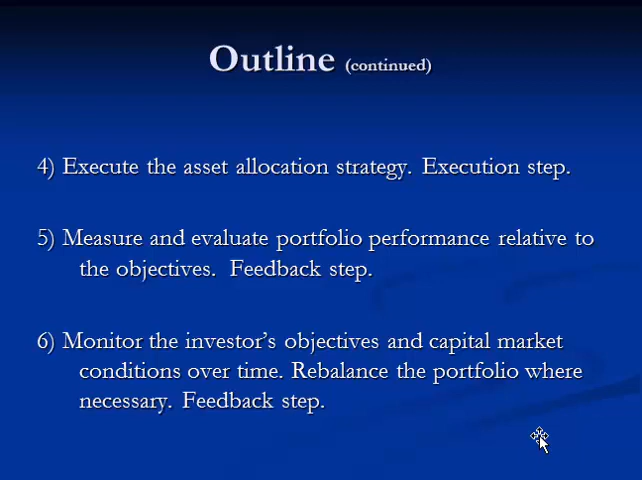 Outline (continued)
4) Execute the asset allocation strategy. Execution step.
5) Measure and evaluate portfolio performance relative to
the objectives. Feedback step.
6) Monitor the investor's objectives and capital market
conditions over time. Rebalance the portfolio where
necessary. Feedback step.